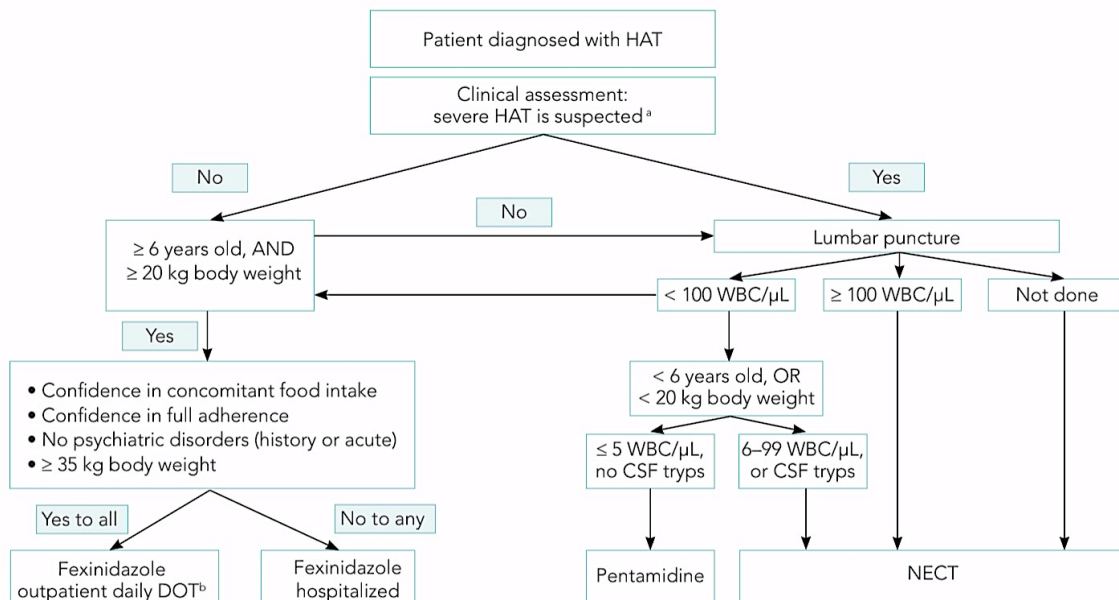 Patient diagnosed with HAT
Clinical assessment:
severe HAT is suspected a
No
Yes
No
≥ 6 years old, AND
≥ 20 kg body weight
Lumbar puncture
< 100 WBC/µL
≥ 100 WBC/µL
Not done
Yes
< 6 years old, OR
< 20 kg body weight
• Confidence in concomitant food intake
• Confidence in full adherence
• No psychiatric disorders (history or acute)
• ≥ 35 kg body weight
≤ 5 WBC/µL,
no CSF tryps
6–99 WBC/µL,
or CSF tryps
Yes to all
No to any
Fexinidazole
outpatient daily DOTb
Fexinidazole
hospitalized
Pentamidine
NECT